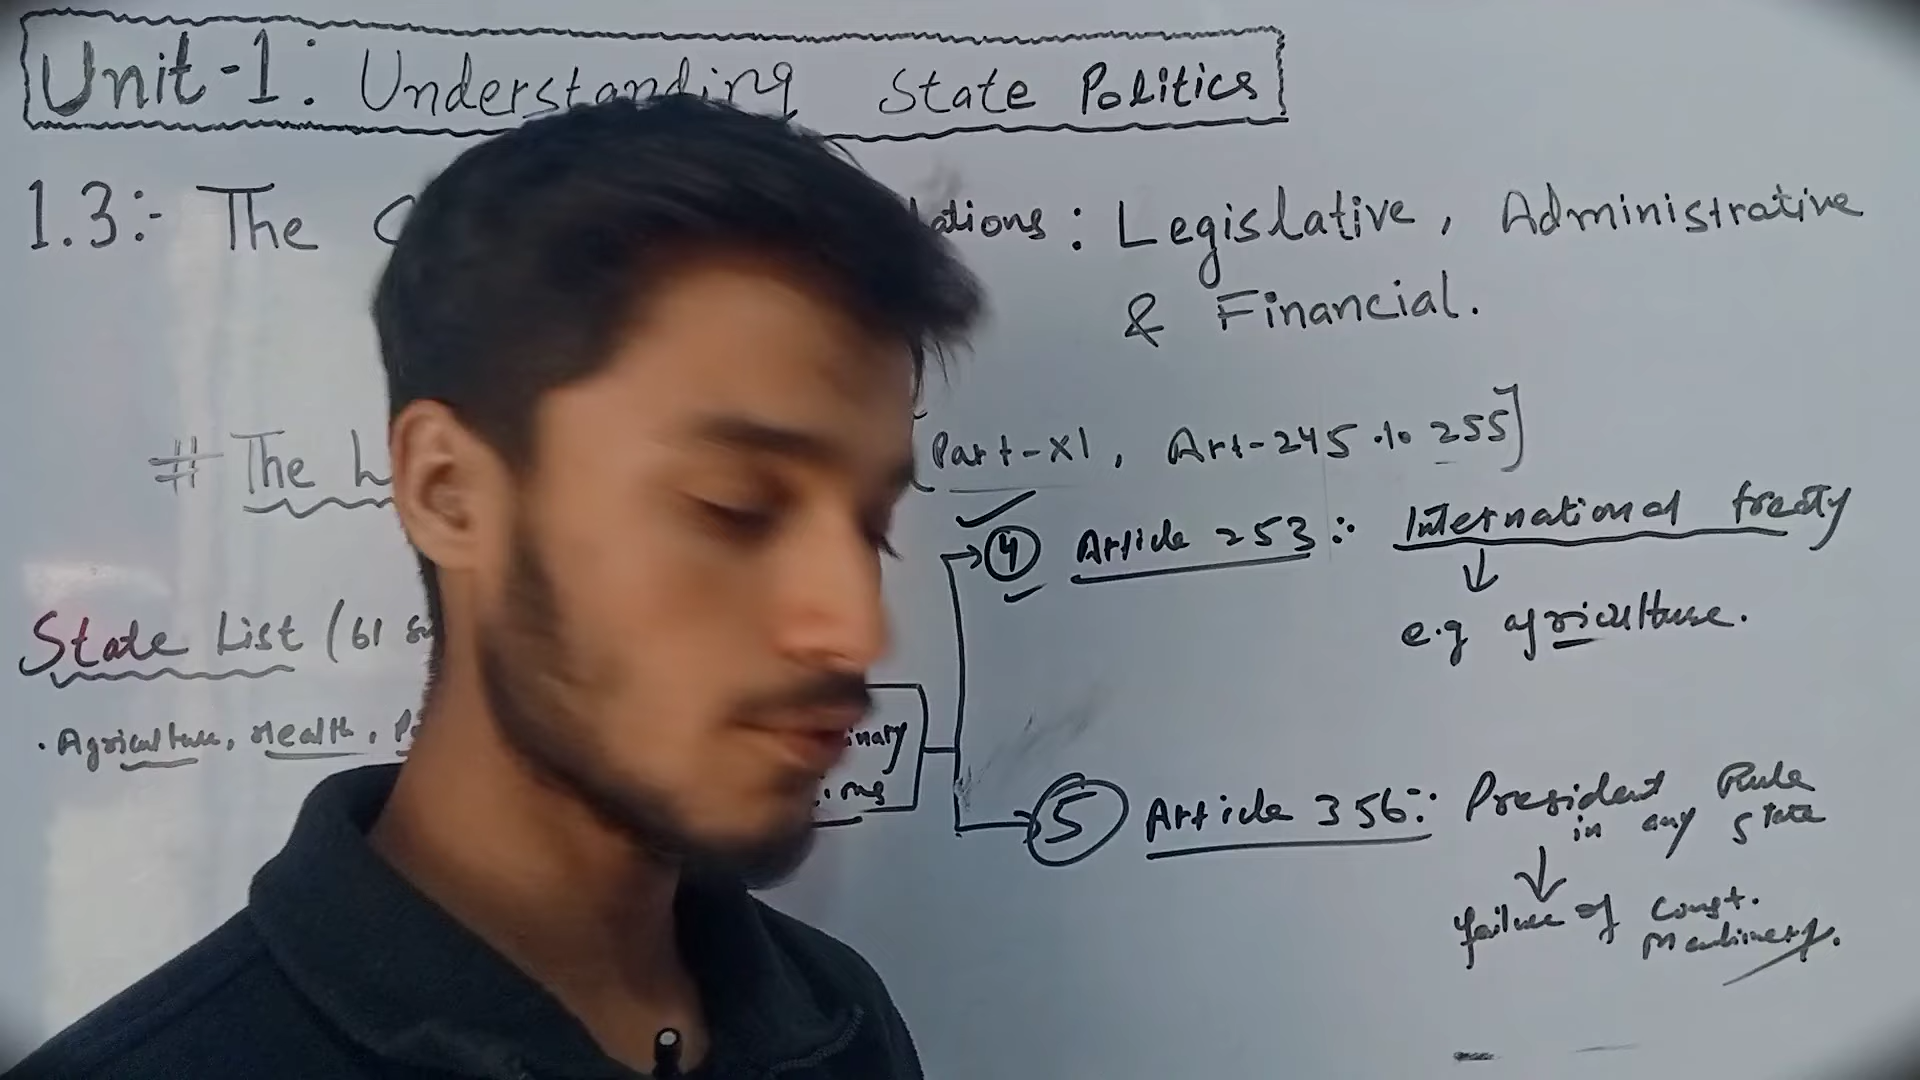 Unit-1: Understanding State Politics
1.3:- The ations: Legislative, Administrative
& Financial.
# The [Part-XI, Art-245 to 255]
④ Article 253: International treaty
e.g agriculture.
State List (61
• Agriculture, Health,
⑤ Article 356: President Rule
in any State
failure of const.
Machinery.